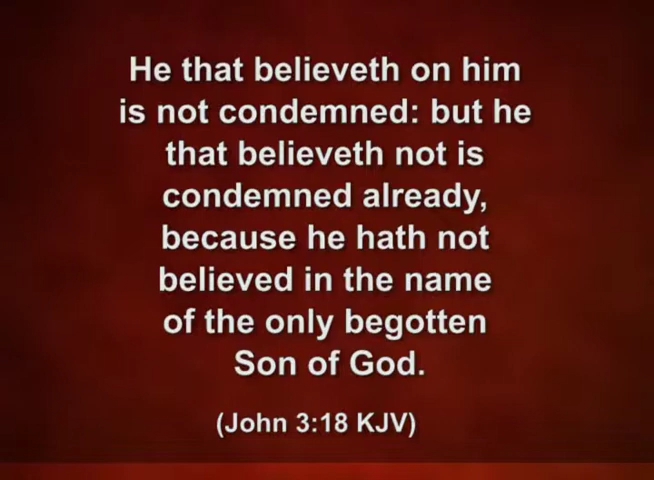 He that believeth on him
is not condemned: but he
that believeth not is
condemned already,
because he hath not
believed in the name
of the only begotten
Son of God.
(John 3:18 KJV)